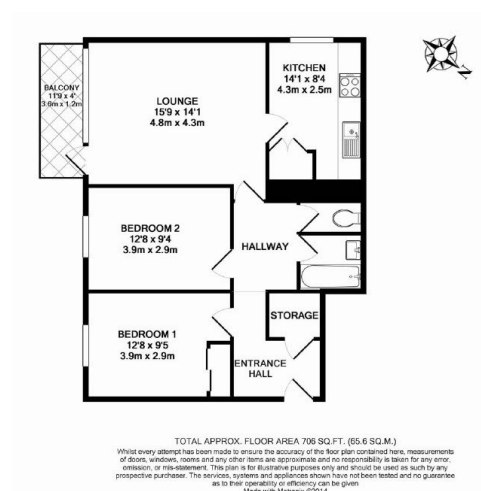 BALCONY
11'9 x 4'
3.6m x 1.2m
LOUNGE
15'9 x 14'1
4.8m x 4.3m
KITCHEN
14'1 x 8'4
4.3m x 2.5m
N
BEDROOM 2
12'8 x 9'4
3.9m x 2.9m
HALLWAY
BEDROOM 1
12'8 x 9'5
3.9m x 2.9m
STORAGE
ENTRANCE
HALL
TOTAL APPROX. FLOOR AREA 706 SQ.FT. (65.6 SQ.M.)
Whilst every attempt has been made to ensure the accuracy of the floor plan contained here, measurements
of doors, windows, rooms and any other items are approximate and no responsibility is taken for any error,
omission, or mis-statement. This plan is for illustrative purposes only and should be used as such by any
prospective purchaser. The services, systems and appliances shown have not been tested and no guarantee
as to their operability or efficiency can be given
Made with Metropix ©2014